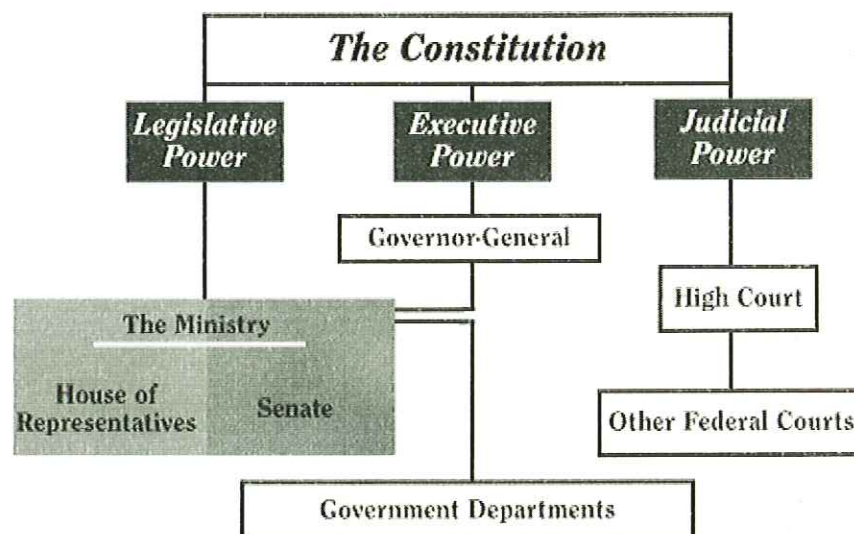 The Constitution
Legislative
Power
Executive
Power
Judicial
Power
Governor-General
High Court
The Ministry
House of
Representatives
Senate
Other Federal Courts
Government Departments